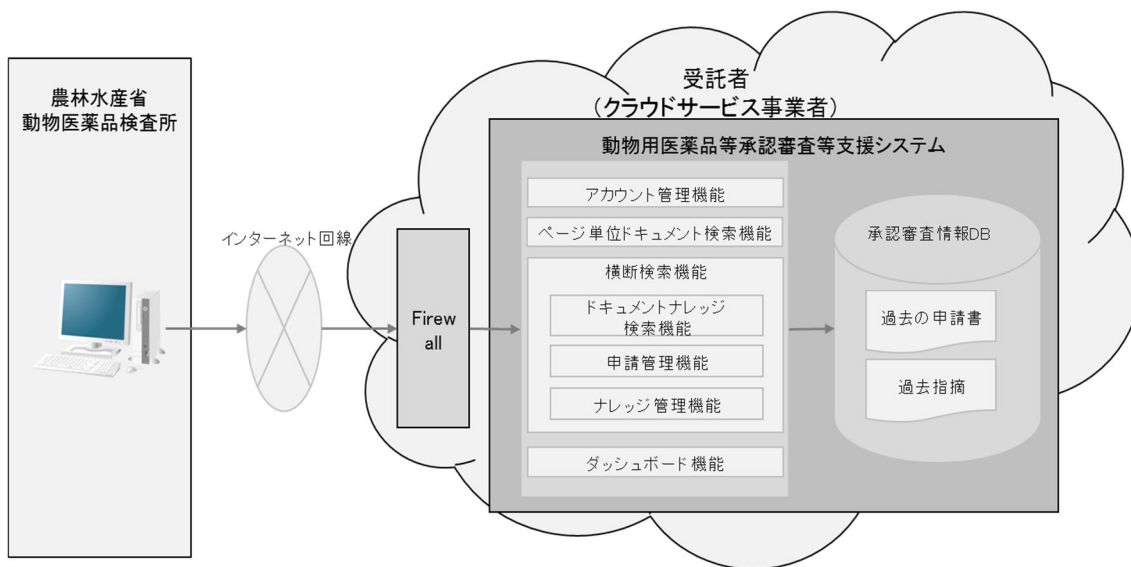 農林水産省
動物医薬品検査所
インターネット回線
受託者
（クラウドサービス事業者）
Firew
all
動物用医薬品等承認審査等支援システム
アカウント管理機能
ページ単位ドキュメント検索機能
横断検索機能
ドキュメントナレッジ
検索機能
申請管理機能
ナレッジ管理機能
ダッシュボード機能
承認審査情報DB
過去の申請書
過去指摘